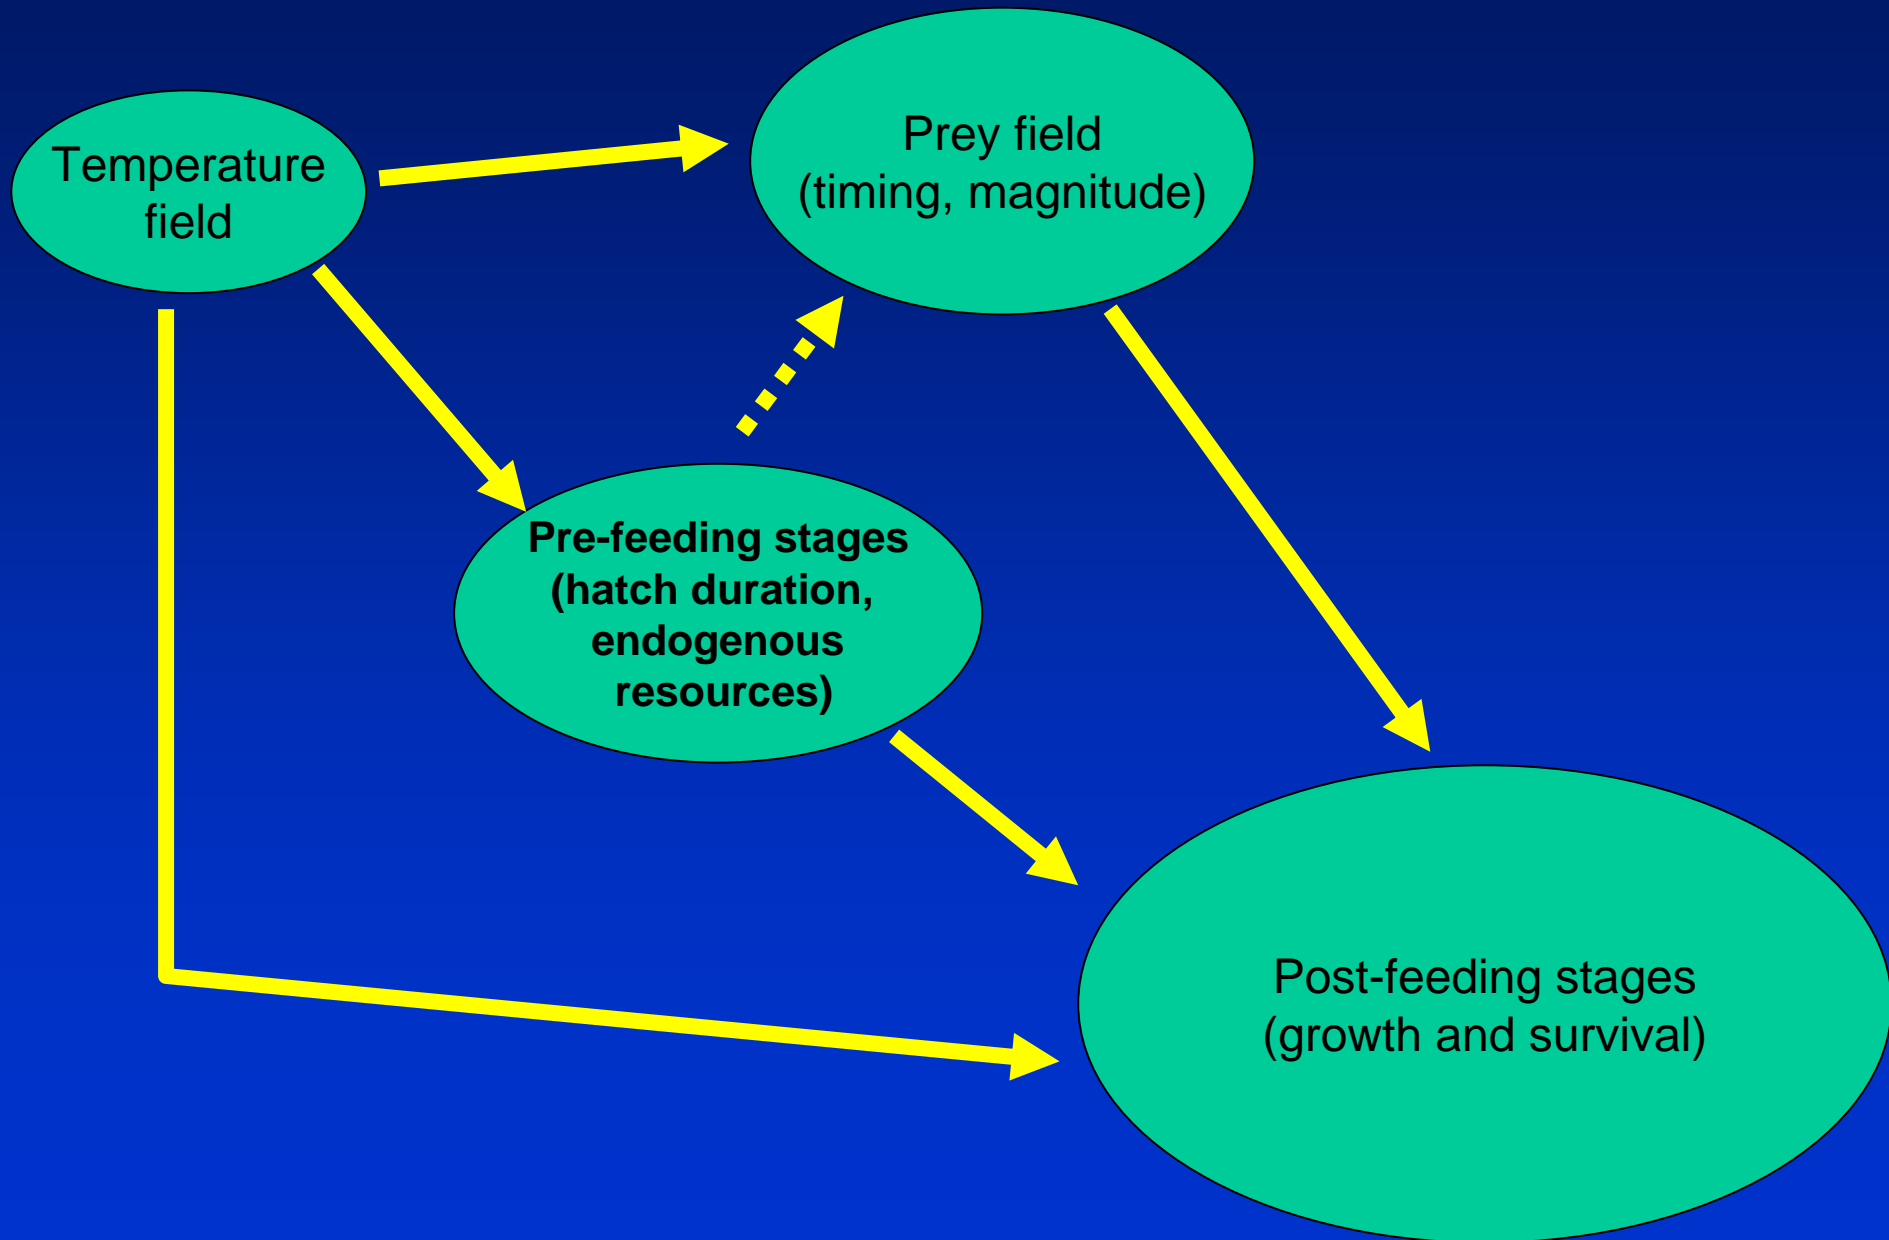 Temperature
field
Prey field
(timing, magnitude)
Pre-feeding stages
(hatch duration,
endogenous
resources)
Post-feeding stages
(growth and survival)